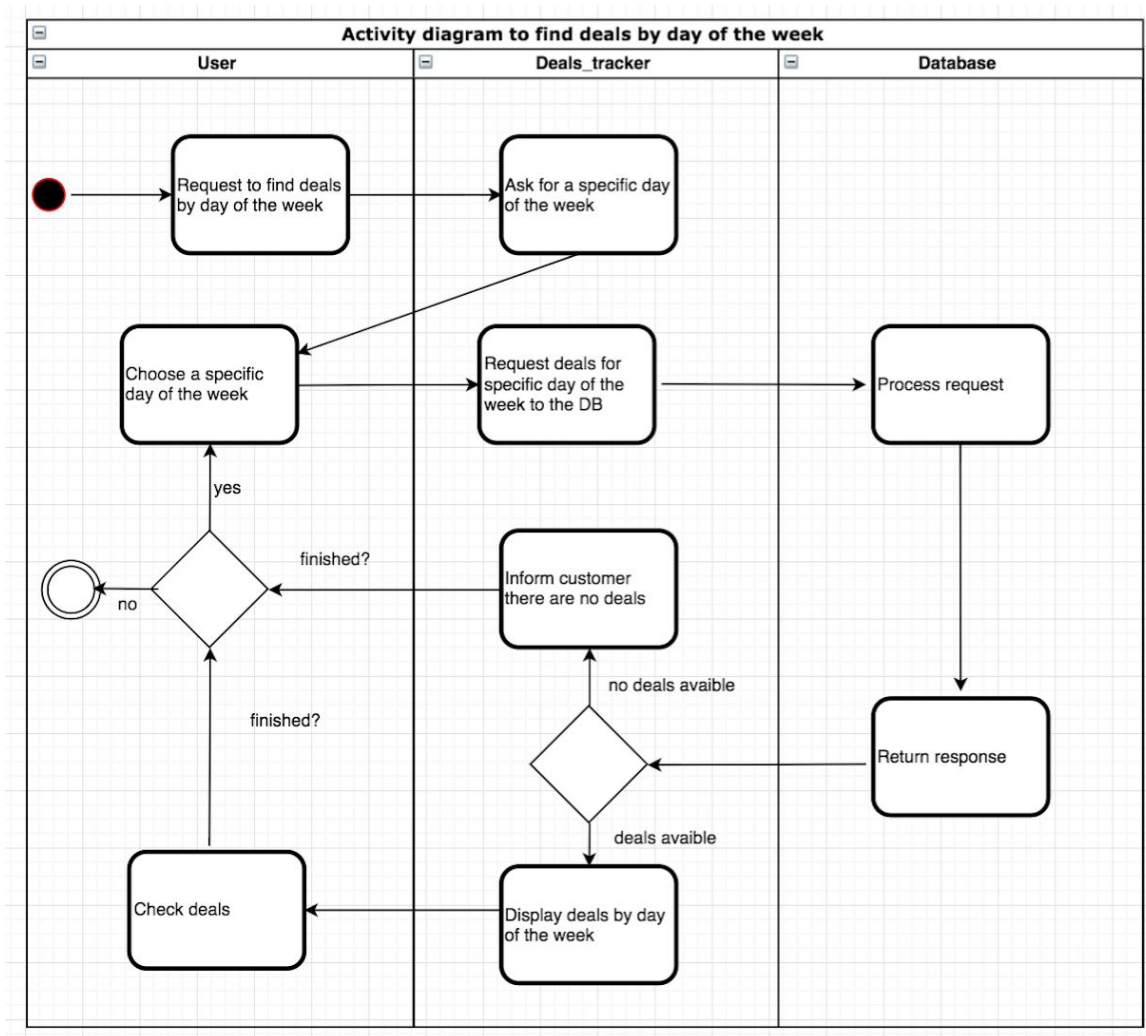 Activity diagram to find deals by day of the week
User
Deals_tracker
Database
Request to find deals
by day of the week
Ask for a specific day
of the week
Choose a specific
day of the week
Request deals for
specific day of the
week to the DB
Process request
yes
finished?
Inform customer
there are no deals
no
no deals avaible
finished?
Return response
deals avaible
Check deals
Display deals by day
of the week